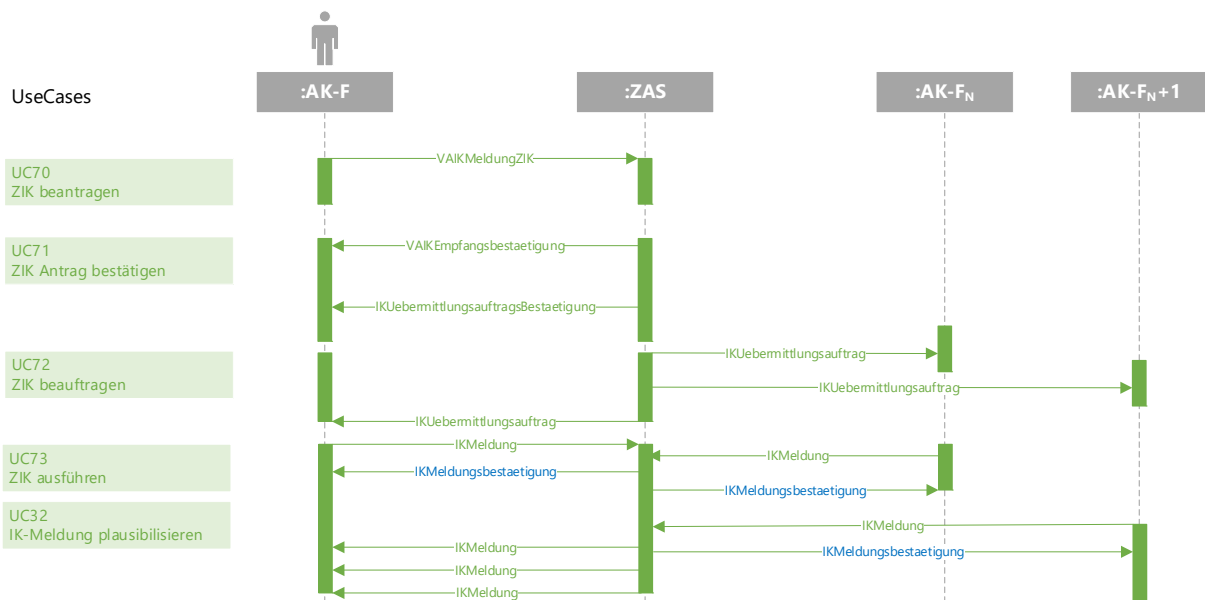 UseCases
:AK-F
:ZAS
:AK-FN
:AK-FN+1
UC70
ZIK beantragen
VAIKMeldungZIK
UC71
ZIK Antrag bestätigen
VAIKEmpfangsbestaetigung
IKUebermittlungsauftragsBestaetigung
UC72
ZIK beauftragen
IKUebermittlungsauftrag
IKUebermittlungsauftrag
IKUebermittlungsauftrag
UC73
ZIK ausführen
IKMeldung
IKMeldung
IKMeldungsbestaetigung
IKMeldungsbestaetigung
UC32
IK-Meldung plausibilisieren
IKMeldung
IKMeldung
IKMeldungsbestaetigung
IKMeldung
IKMeldung